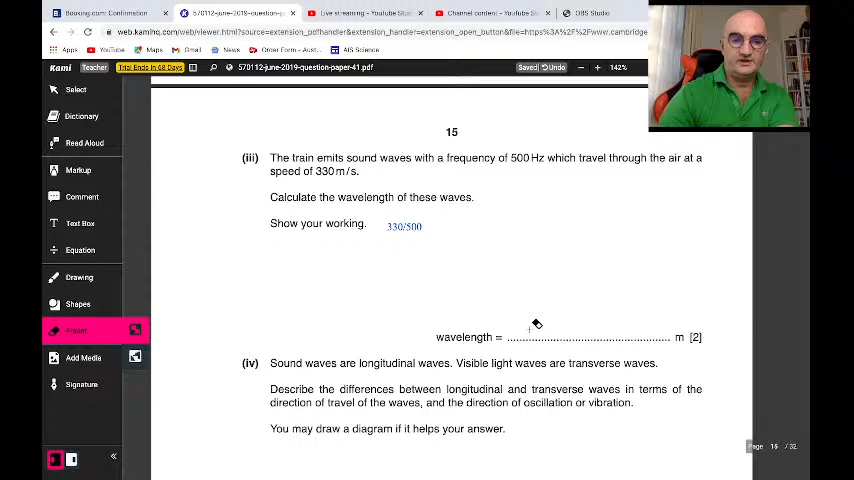 Booking.com: Confirmation
570112-june-2019-question-p
Live streaming - YouTube Stud
Channel content - YouTube Stu
OBS Studio
web.kamihq.com/web/viewer.html?source=extension_pdfhandler&extension_handler=extension_open_button&file=https%3A%2F%2Fwww.cambridge
Apps
YouTube
Maps
Gmail
News
Order Form – Aust...
AIS Science
Kami
Teacher
Trial Ends in 68 Days
570112-june-2019-question-paper-41.pdf
Saved
Undo
142%
Select
Dictionary
Read Aloud
Markup
Comment
Text Box
Equation
Drawing
Shapes
Eraser
Add Media
Signature
15
(iii) The train emits sound waves with a frequency of 500 Hz which travel through the air at a
speed of 330 m/s.
Calculate the wavelength of these waves.
Show your working. 330/500
wavelength = ...................................................... m [2]
(iv) Sound waves are longitudinal waves. Visible light waves are transverse waves.
Describe the differences between longitudinal and transverse waves in terms of the
direction of travel of the waves, and the direction of oscillation or vibration.
You may draw a diagram if it helps your answer.
Page 15 / 32